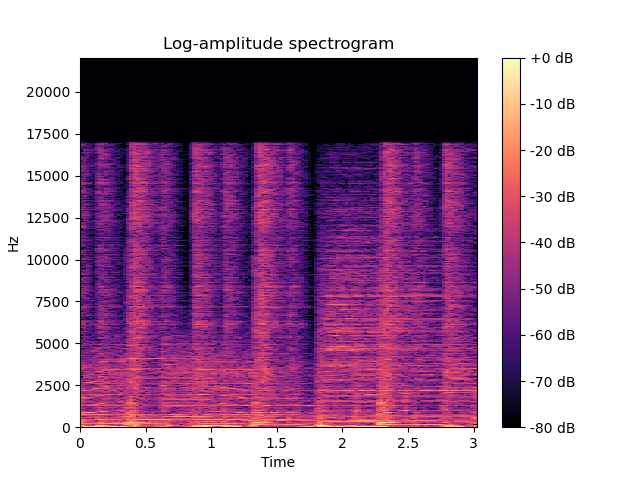 Log-amplitude spectrogram
Hz
20000
17500
15000
12500
10000
7500
5000
2500
0
0 0.5 1 1.5 2 2.5 3
Time
+0 dB
-10 dB
-20 dB
-30 dB
-40 dB
-50 dB
-60 dB
-70 dB
-80 dB